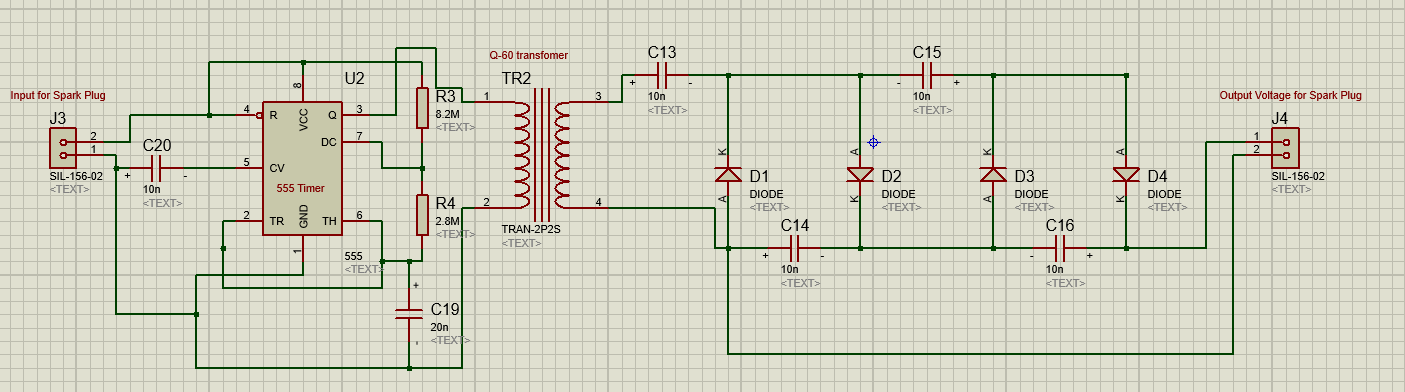 Input for Spark Plug
J3
2
1
SIL-156-02
<TEXT>
C20
+ -
10n
<TEXT>
U2
8
VCC
4 R Q 3
DC 7
5 CV
555 Timer
2 TR TH 6
GND
1
555
<TEXT>
R3
8.2M
<TEXT>
R4
2.8M
<TEXT>
+
C19
20n
<TEXT>
-
Q-60 transfomer
TR2
1 3
2 4
TRAN-2P2S
<TEXT>
C13
+ -
10n
<TEXT>
C15
- +
10n
<TEXT>
K A K A
D1
DIODE
<TEXT>
D2
DIODE
<TEXT>
D3
DIODE
<TEXT>
D4
DIODE
<TEXT>
A K A K
C14
+ -
10n
<TEXT>
C16
- +
10n
<TEXT>
Output Voltage for Spark Plug
J4
1
2
SIL-156-02
<TEXT>